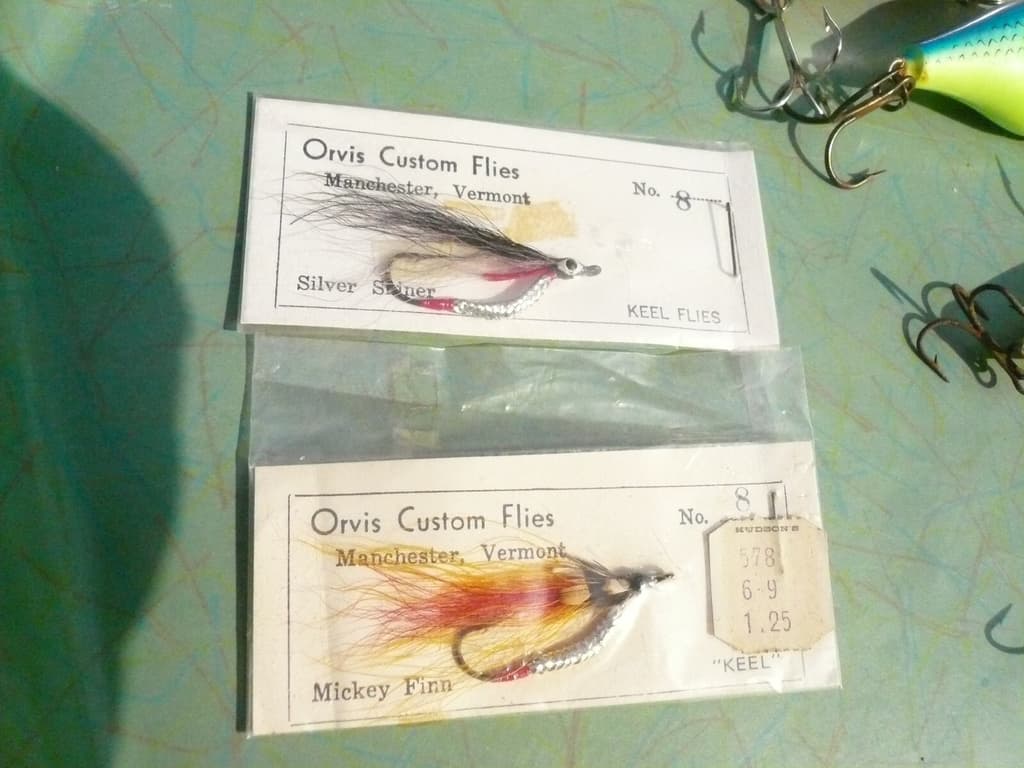 Orvis Custom Flies
Manchester, Vermont
No. 8
Silver Shiner
KEEL FLIES
Orvis Custom Flies
Manchester, Vermont
No. 8
HUDSON'S
578
6-9
1.25
Mickey Finn
"KEEL"